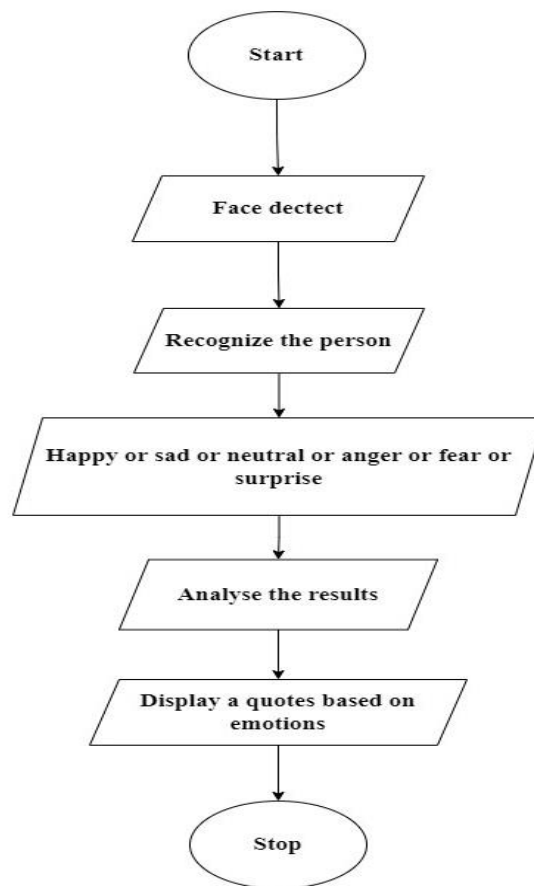 Start
Face dectect
Recognize the person
Happy or sad or neutral or anger or fear or
surprise
Analyse the results
Display a quotes based on
emotions
Stop